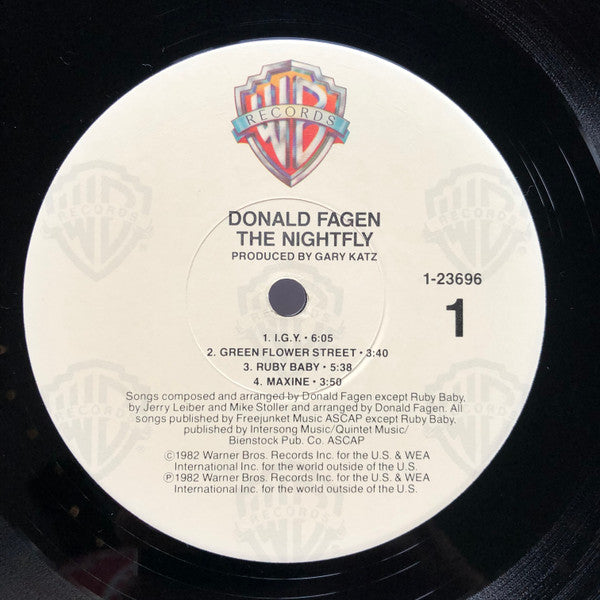 WB
RECORDS
DONALD FAGEN
THE NIGHTFLY
PRODUCED BY GARY KATZ
1-23696
1
1. I.G.Y. • 6:05
2. GREEN FLOWER STREET • 3:40
3. RUBY BABY • 5:38
4. MAXINE • 3:50
Songs composed and arranged by Donald Fagen except Ruby Baby,
by Jerry Leiber and Mike Stoller and arranged by Donald Fagen. All
songs published by Freejunket Music ASCAP except Ruby Baby,
published by Intersong Music/Quintet Music/
Bienstock Pub. Co. ASCAP
©1982 Warner Bros. Records Inc. for the U.S. & WEA
International Inc. for the world outside of the U.S.
℗1982 Warner Bros. Records Inc. for the U.S. & WEA
International Inc. for the world outside of the U.S.